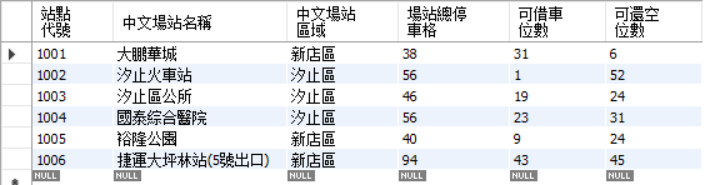 站點代號 中文場站名稱 中文場站區域 場站總停車格 可借車位數 可還空位數
1001 大鵬華城 新店區 38 31 6
1002 汐止火車站 汐止區 56 1 52
1003 汐止區公所 汐止區 46 19 24
1004 國泰綜合醫院 汐止區 56 23 31
1005 裕隆公園 新店區 40 9 24
1006 捷運大坪林站(5號出口) 新店區 94 43 45
NULL NULL NULL NULL NULL NULL